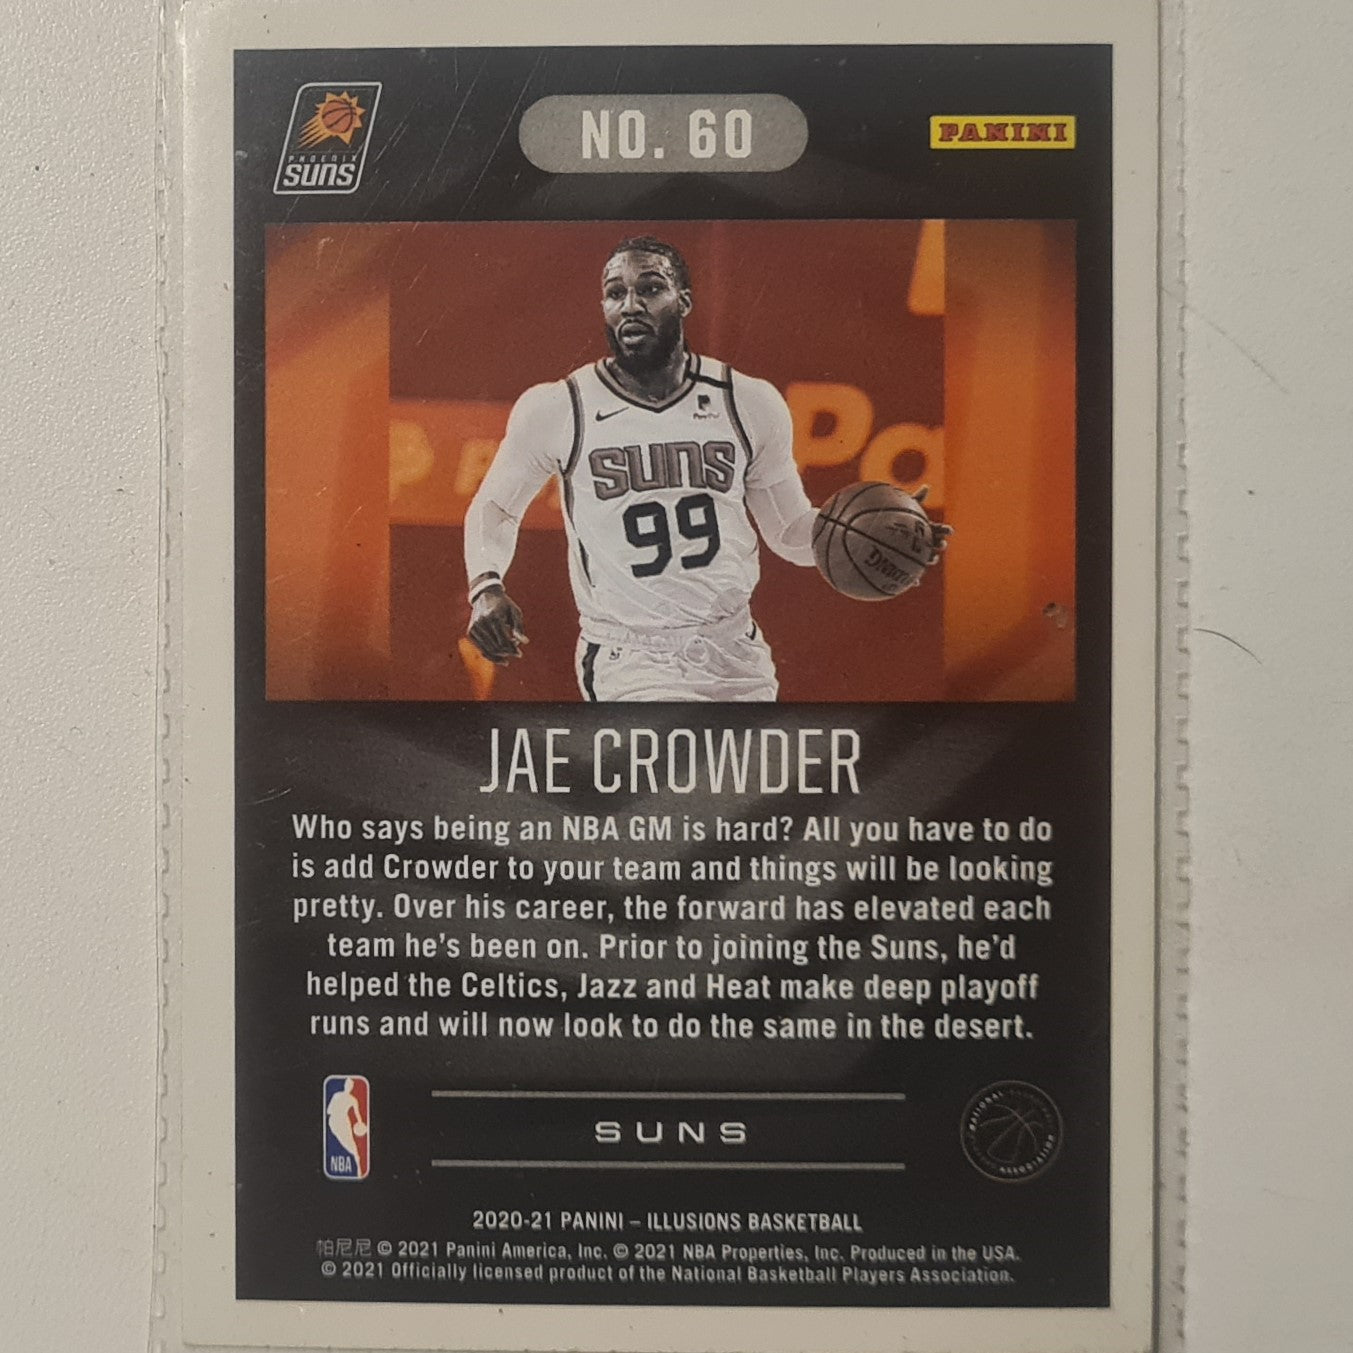 PHOENIX
SUNS
NO. 60
PANINI
PayPal
SUNS
99
JAE CROWDER
Who says being an NBA GM is hard? All you have to do
is add Crowder to your team and things will be looking
pretty. Over his career, the forward has elevated each
team he's been on. Prior to joining the Suns, he'd
helped the Celtics, Jazz and Heat make deep playoff
runs and will now look to do the same in the desert.
NBA
SUNS
NATIONAL BASKETBALL PLAYERS ASSOCIATION
2020-21 PANINI – ILLUSIONS BASKETBALL
帕尼尼 © 2021 Panini America, Inc. © 2021 NBA Properties, Inc. Produced in the USA.
© 2021 Officially licensed product of the National Basketball Players Association.